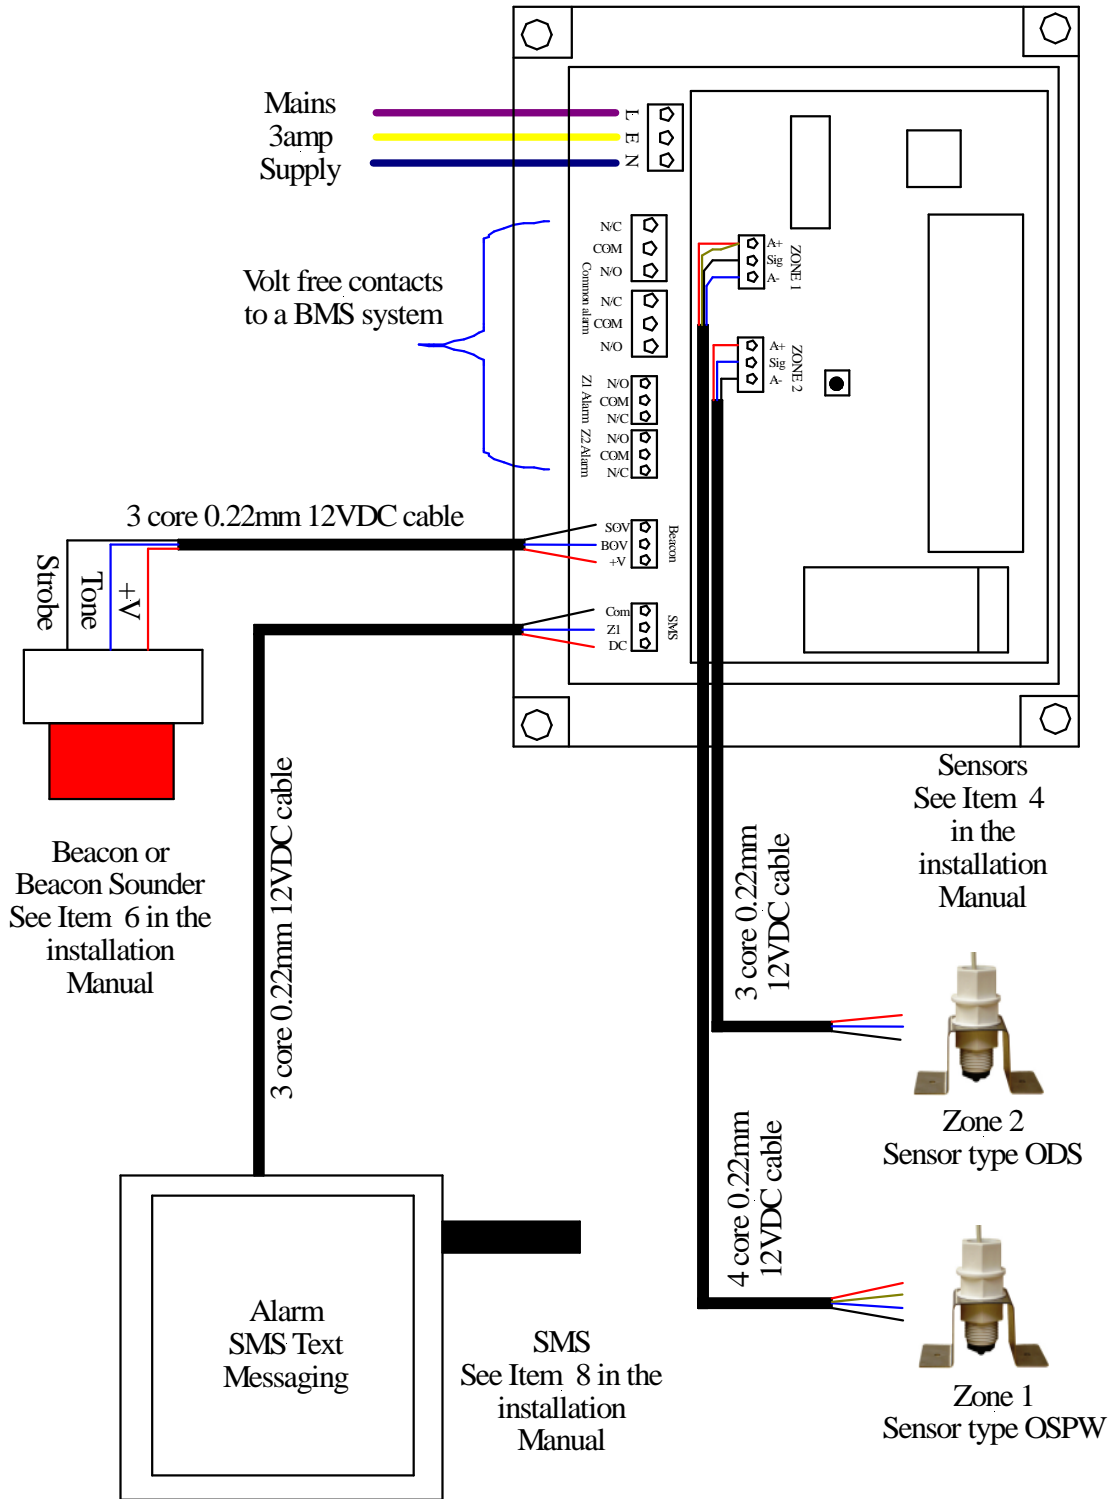 Mains
3amp
Supply
L
E
N
N/C
COM
N/O
N/C
COM
N/O
Common alarm
Volt free contacts
to a BMS system
N/O
COM
N/C
Z1 Alarm
N/O
COM
N/C
Z2 Alarm
A+
Sig
A-
ZONE 1
A+
Sig
A-
ZONE 2
3 core 0.22mm 12VDC cable
SOV
BOV
+V
Beacon
Com
Z1
DC
SMS
Strobe
Tone
+V
Beacon or
Beacon Sounder
See Item 6 in the
installation
Manual
3 core 0.22mm 12VDC cable
Sensors
See Item 4
in the
installation
Manual
3 core 0.22mm
12VDC cable
Zone 2
Sensor type ODS
4 core 0.22mm
12VDC cable
Zone 1
Sensor type OSPW
Alarm
SMS Text
Messaging
SMS
See Item 8 in the
installation
Manual